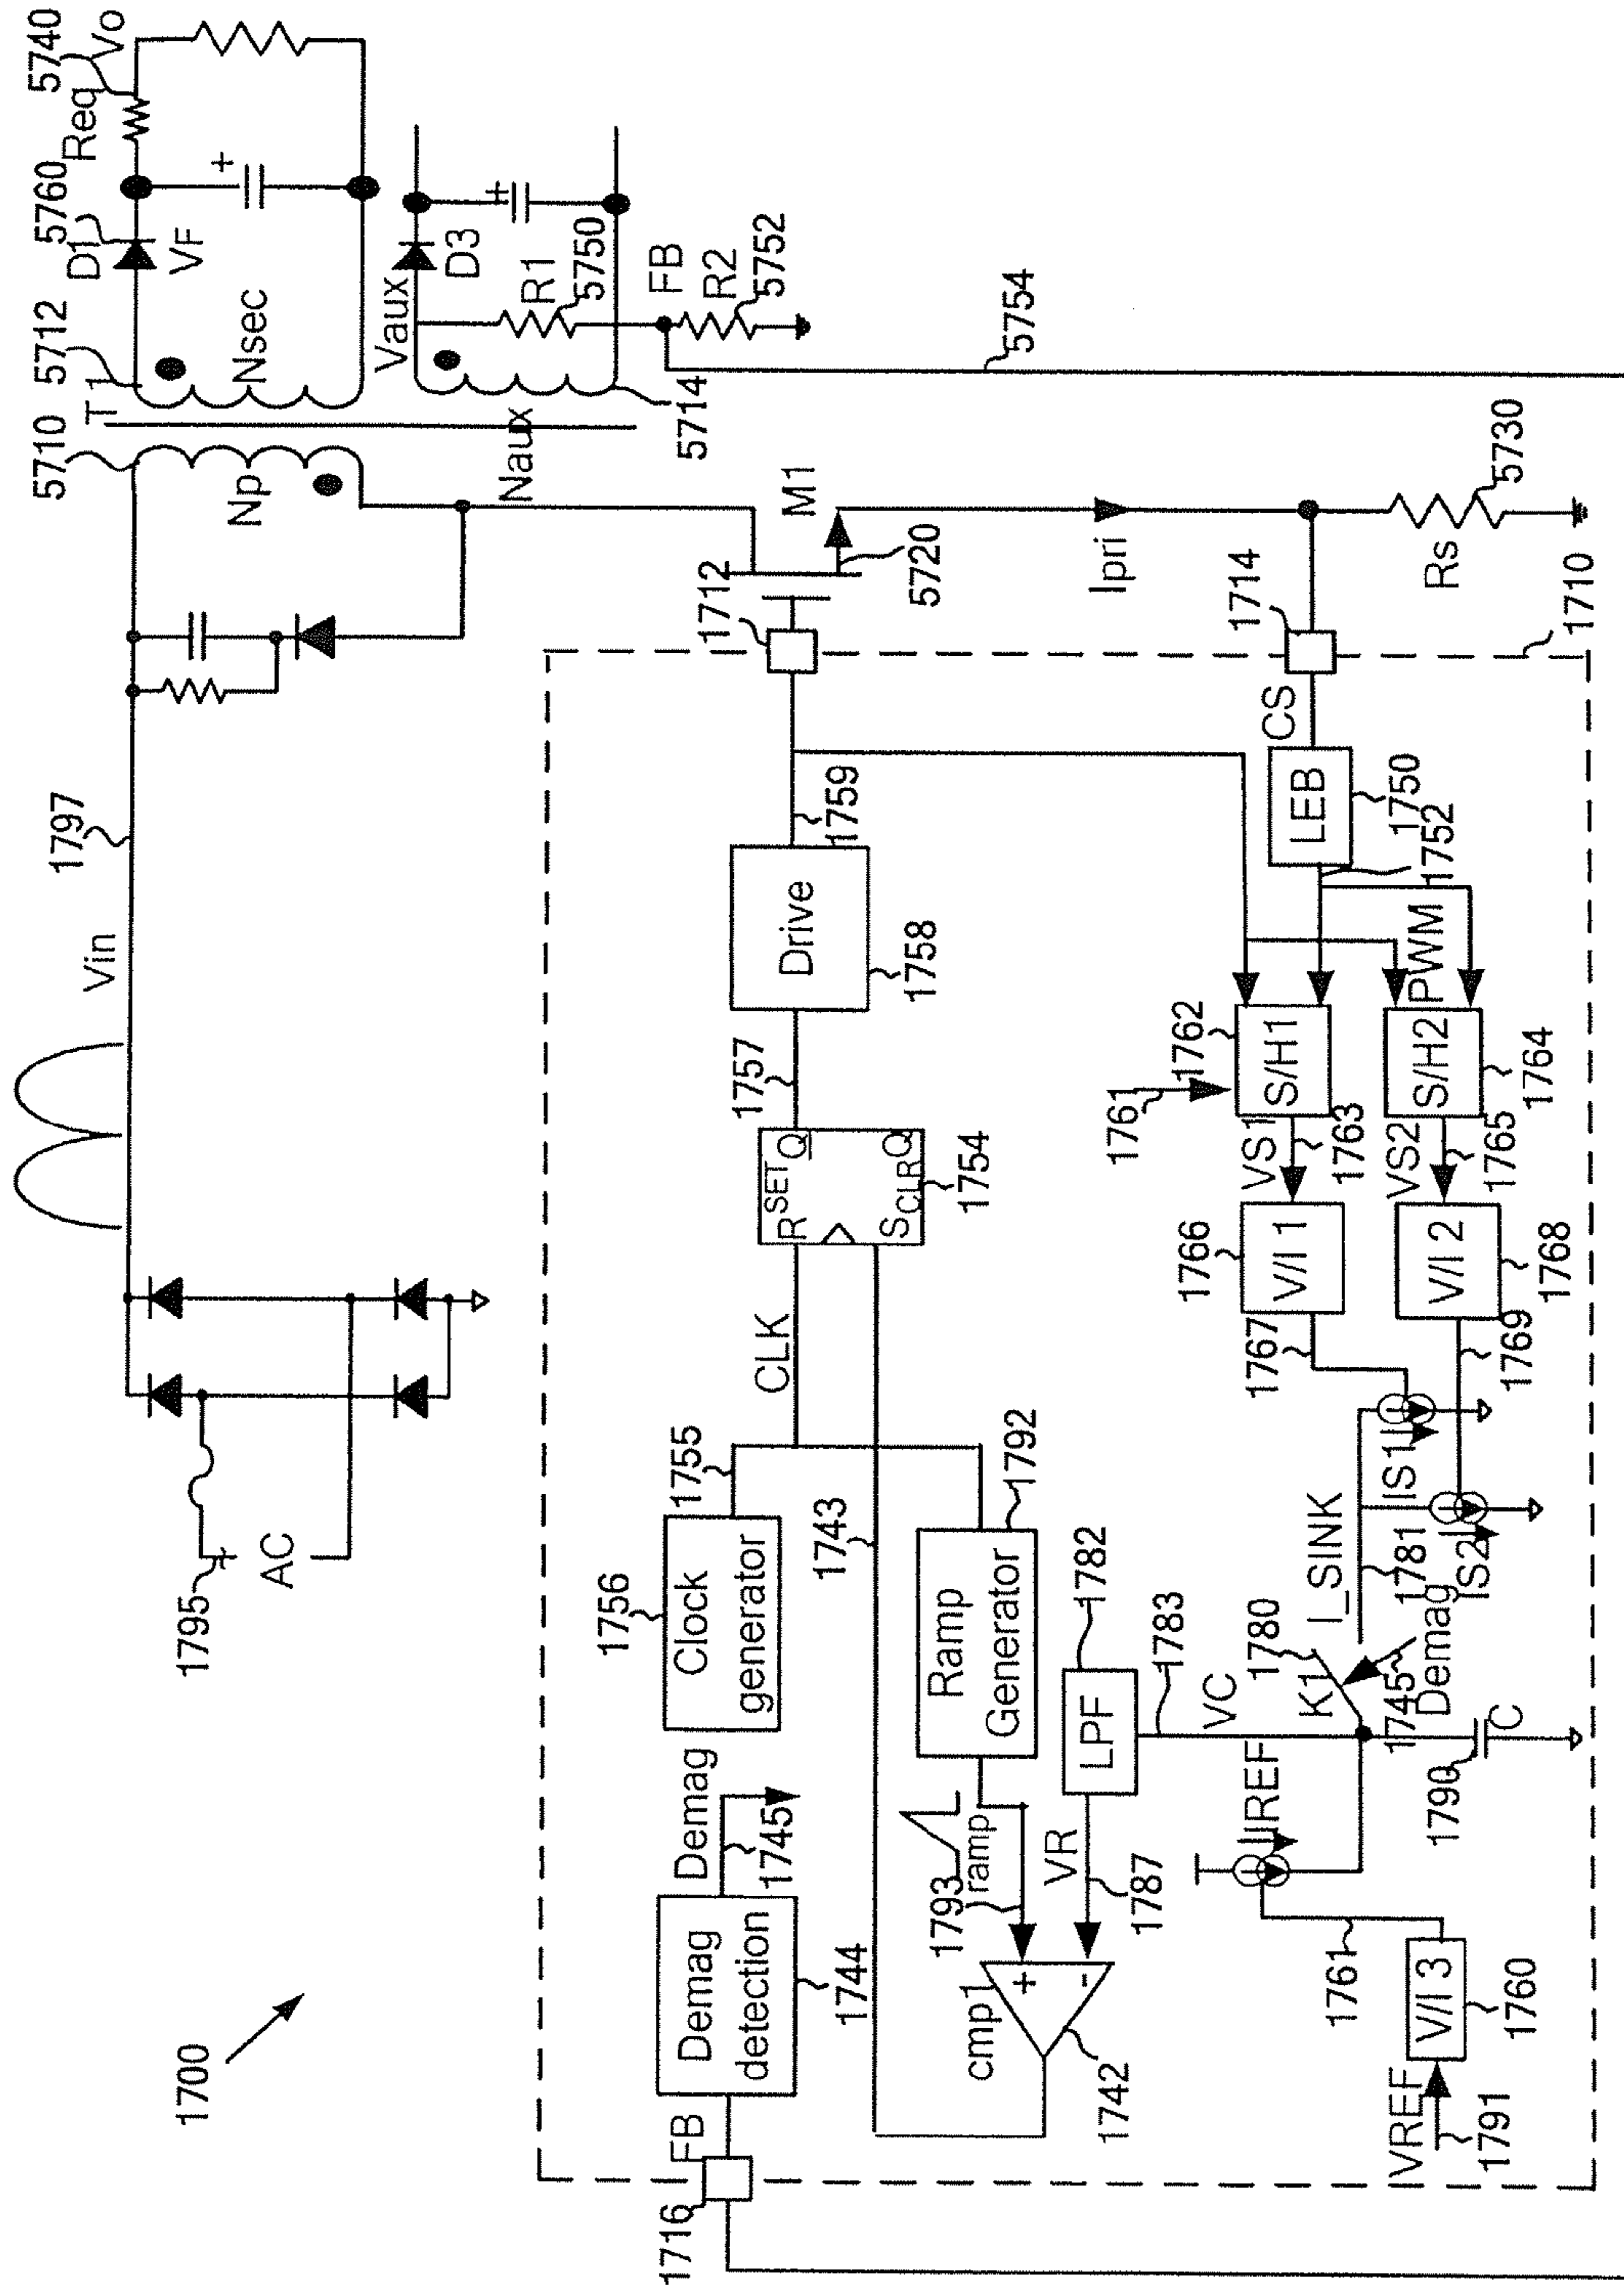 1700
1795
AC
Vin
1797
5710
T1
5712
Np
Nsec
D1
5760
VF
Req
5740
Vo
Vaux
D3
R1
5750
FB
R2
5752
Naux
5714
5754
M1
1712
5720
Ipri
1714
5730
Rs
1710
1716
FB
Demag
detection
1744
Demag
1745
1756
Clock
generator
1755
CLK
1743
R SET Q
S CLR Q
1754
1757
Drive
1758
1759
CS
LEB
1750
1752
PWM
cmp1
+
-
1742
1793
ramp
Ramp
Generator
1792
VR
1787
LPF
1782
1783
VC
1761
S/H1
1762
VS1
1763
S/H2
1764
VS2
1765
V/I 1
1766
1767
V/I 2
1768
1769
IS1
IS2
I_SINK
1781
K1
1780
1745
Demag
IREF
1790
C
1761
V/I 3
1760
VREF
1791